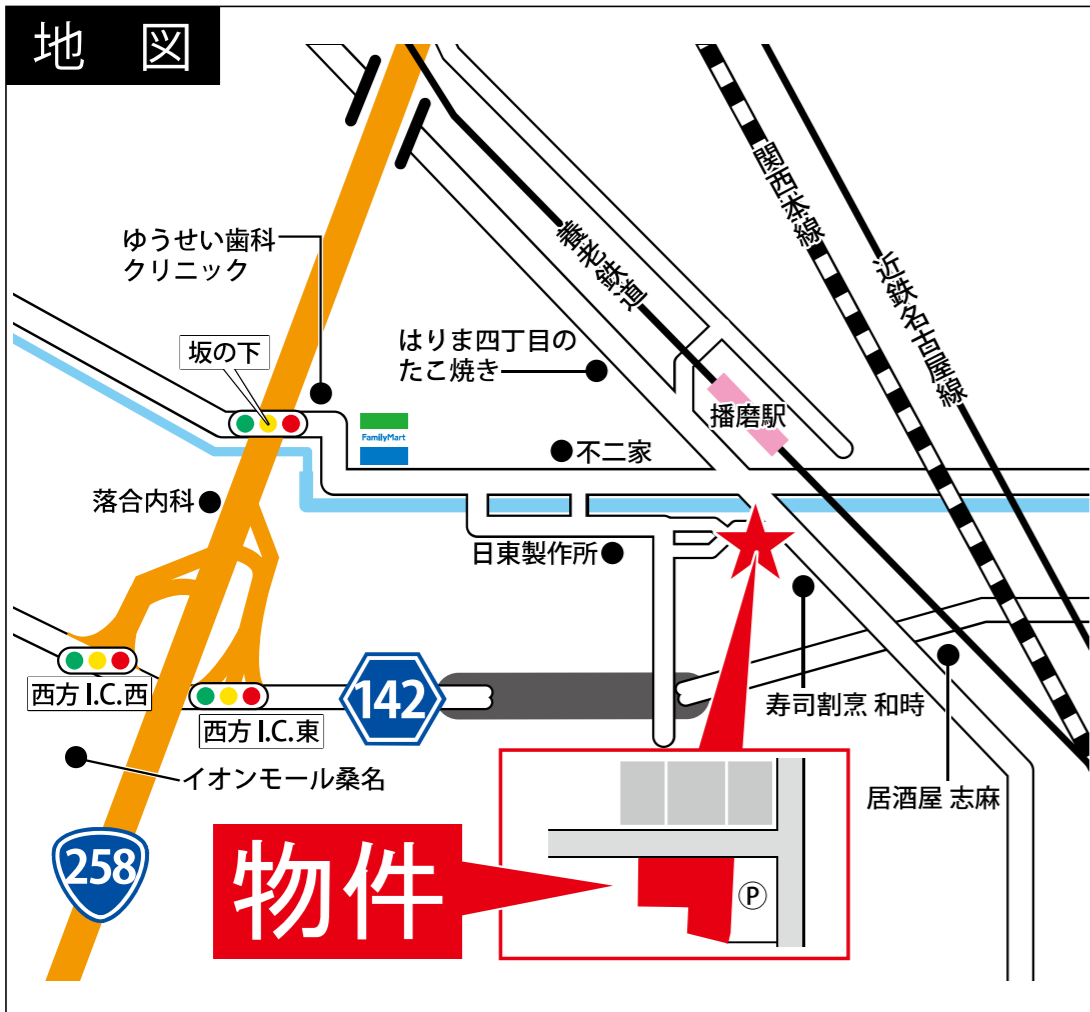 地 図
ゆうせい歯科
クリニック
坂の下
FamilyMart
はりま四丁目の
たこ焼き
養老鉄道
関西本線
近鉄名古屋線
播磨駅
不二家
落合内科
日東製作所
西方 I.C.西
西方 I.C.東
142
寿司割烹 和時
イオンモール桑名
居酒屋 志麻
258
物件
P